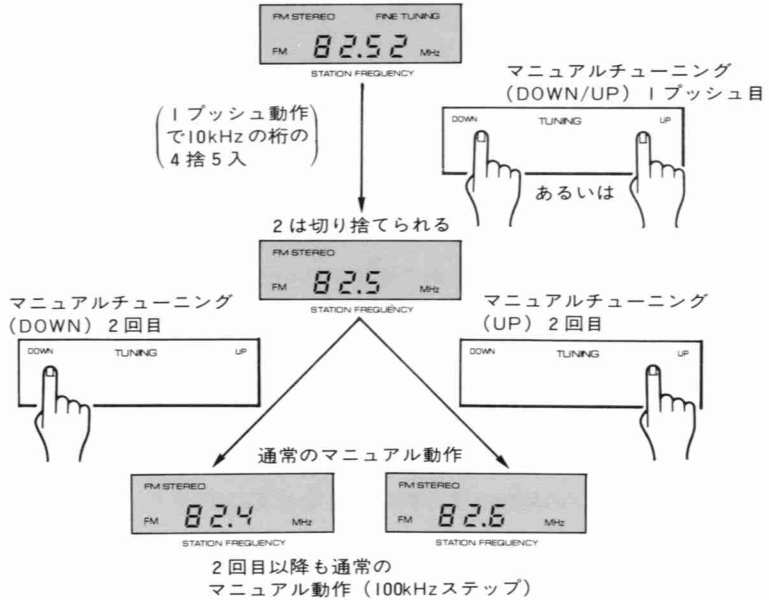 FM STEREO FINE TUNING
FM 82.52 MHz
STATION FREQUENCY
マニュアルチューニング
(DOWN/UP) 1プッシュ目
DOWN TUNING UP
あるいは
(1プッシュ動作
で10kHzの桁の
4捨5入)
2は切り捨てられる
FM STEREO
FM 82.5 MHz
STATION FREQUENCY
マニュアルチューニング
(DOWN) 2回目
DOWN TUNING UP
マニュアルチューニング
(UP) 2回目
DOWN TUNING UP
通常のマニュアル動作
FM STEREO
FM 82.4 MHz
STATION FREQUENCY
FM STEREO
FM 82.6 MHz
STATION FREQUENCY
2回目以降も通常の
マニュアル動作(100kHzステップ)